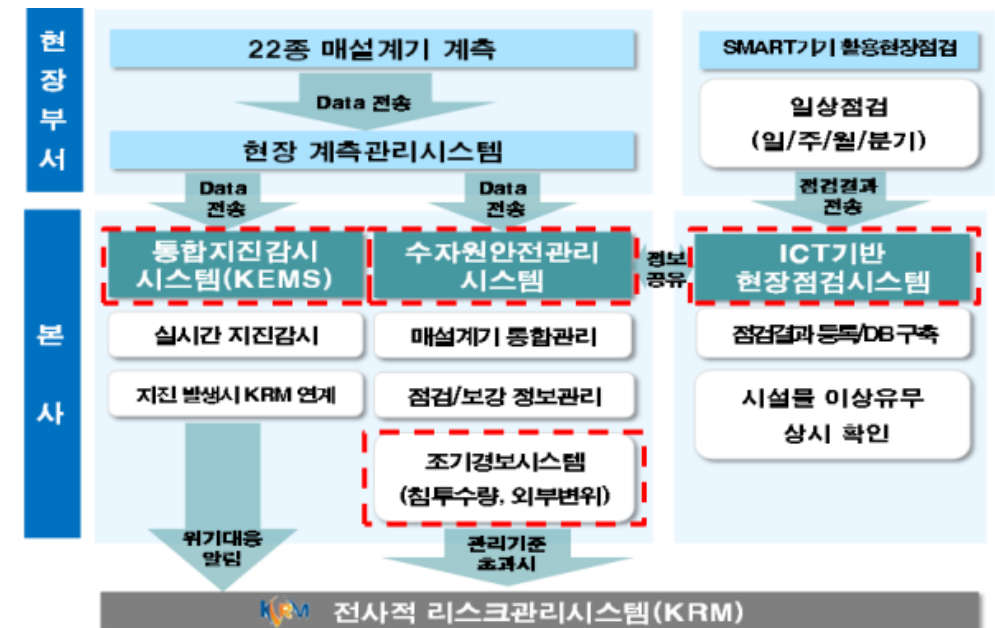 현장부서
22종 매설계기 계측
Data 전송
현장 계측관리시스템
SMART기기 활용현장점검
일상점검
(일/주/월/분기)
Data
전송
Data
전송
점검결과
전송
본사
통합지진감시
시스템(KEMS)
수자원안전관리
시스템
정보
공유
ICT기반
현장점검시스템
실시간 지진감시
매설계기 통합관리
점검결과 등록/DB 구축
지진 발생시 KRM 연계
점검/보강 정보관리
시설물 이상유무
상시 확인
조기경보시스템
(침투수량, 외부변위)
위기대응
알림
관리기준
초과시
KRM 전사적 리스크관리시스템(KRM)